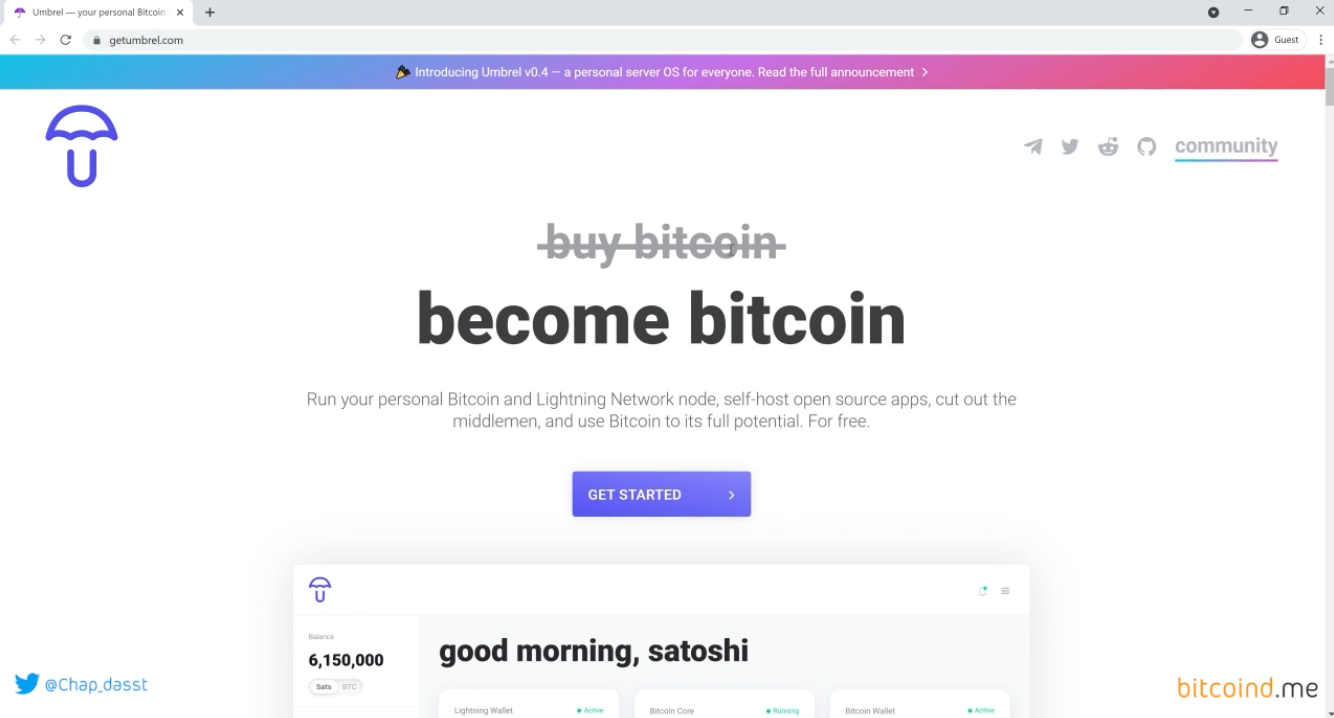 Umbrel — your personal Bitcoin
getumbrel.com
Guest
Introducing Umbrel v0.4 — a personal server OS for everyone. Read the full announcement
community
buy bitcoin
become bitcoin
Run your personal Bitcoin and Lightning Network node, self-host open source apps, cut out the
middlemen, and use Bitcoin to its full potential. For free.
GET STARTED
Balance
6,150,000
Sats BTC
good morning, satoshi
Lightning Wallet Active
Bitcoin Core Running
Bitcoin Wallet Active
@Chap_dasst
bitcoind.me